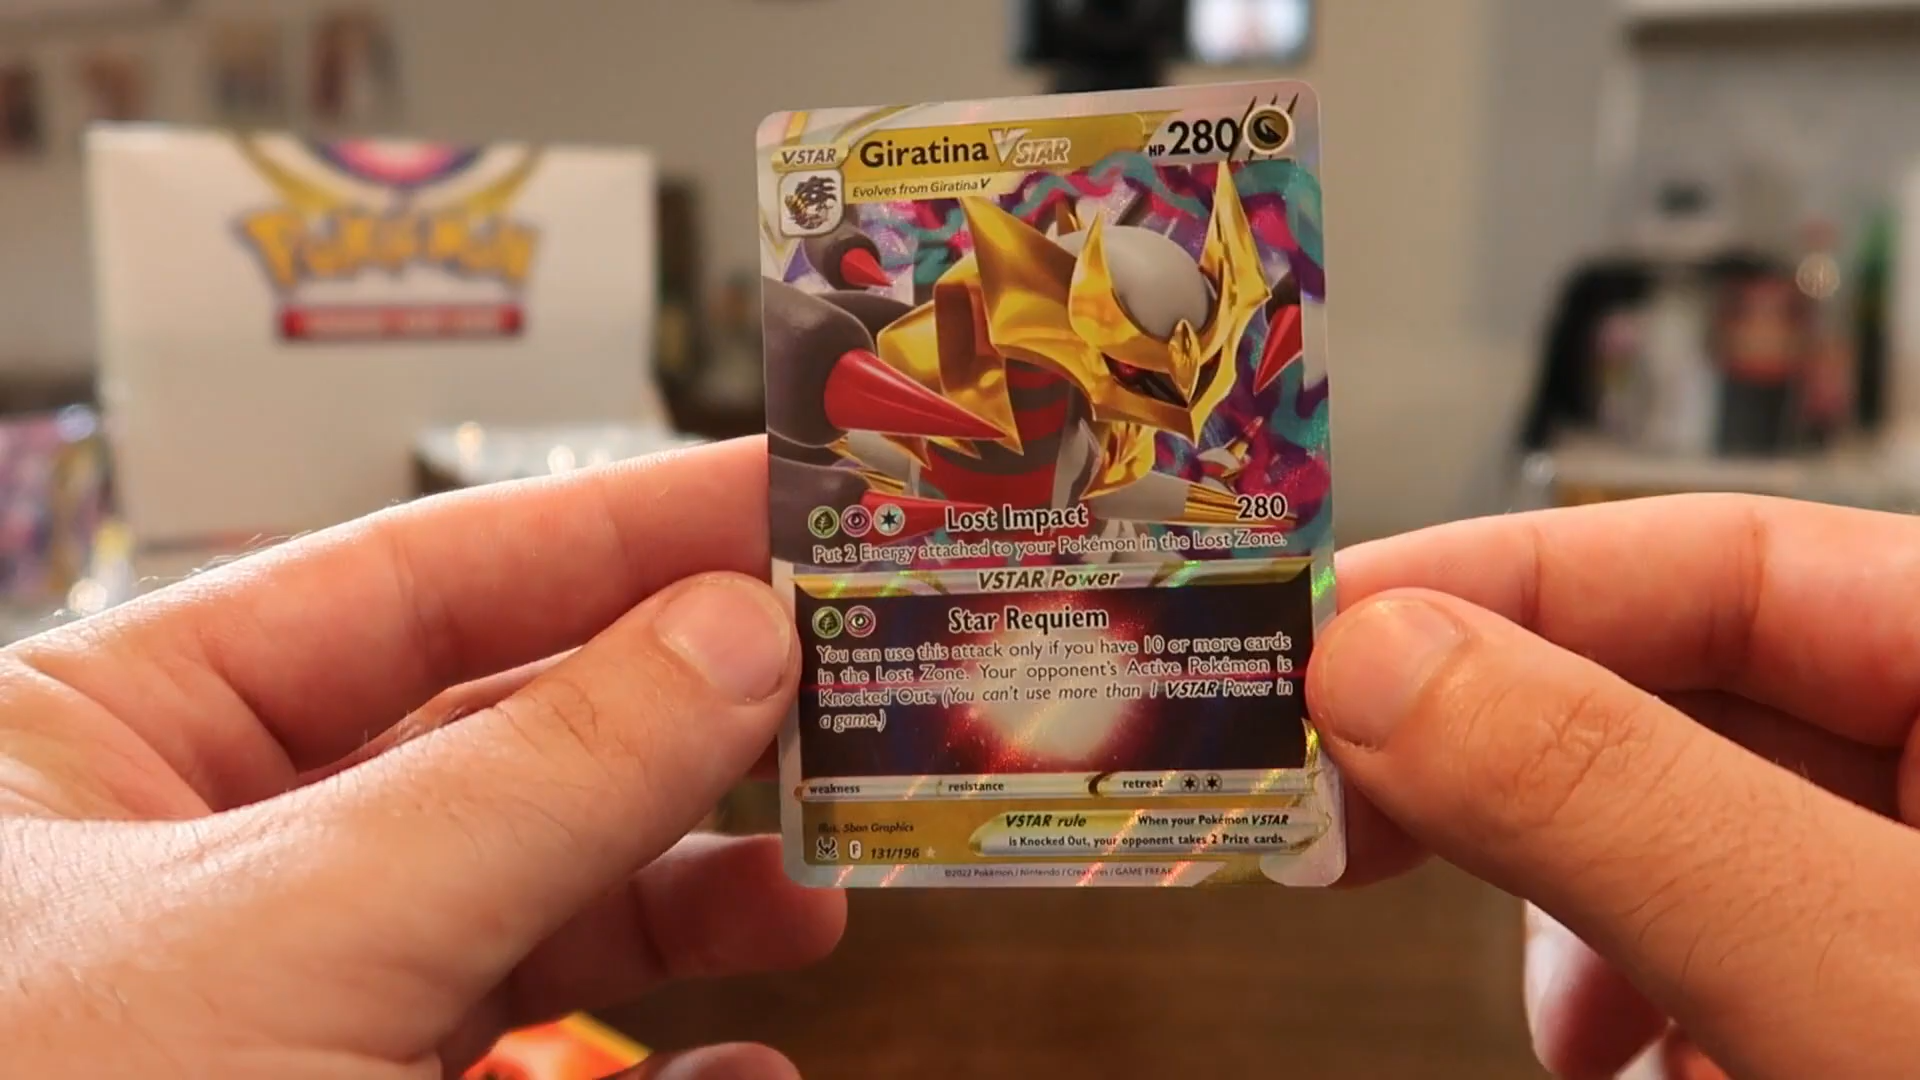 POKéMON
VSTAR Giratina VSTAR HP 280
Evolves from Giratina V
Lost Impact 280
Put 2 Energy attached to your Pokémon in the Lost Zone.
VSTAR Power
Star Requiem
You can use this attack only if you have 10 or more cards
in the Lost Zone. Your opponent's Active Pokémon is
Knocked Out. (You can't use more than 1 VSTAR Power in
a game.)
weakness resistance retreat
Illus. 5ban Graphics
VSTAR rule When your Pokémon VSTAR
is Knocked Out, your opponent takes 2 Prize cards.
F 131/196
©2022 Pokémon / Nintendo / Creatures / GAME FREAK